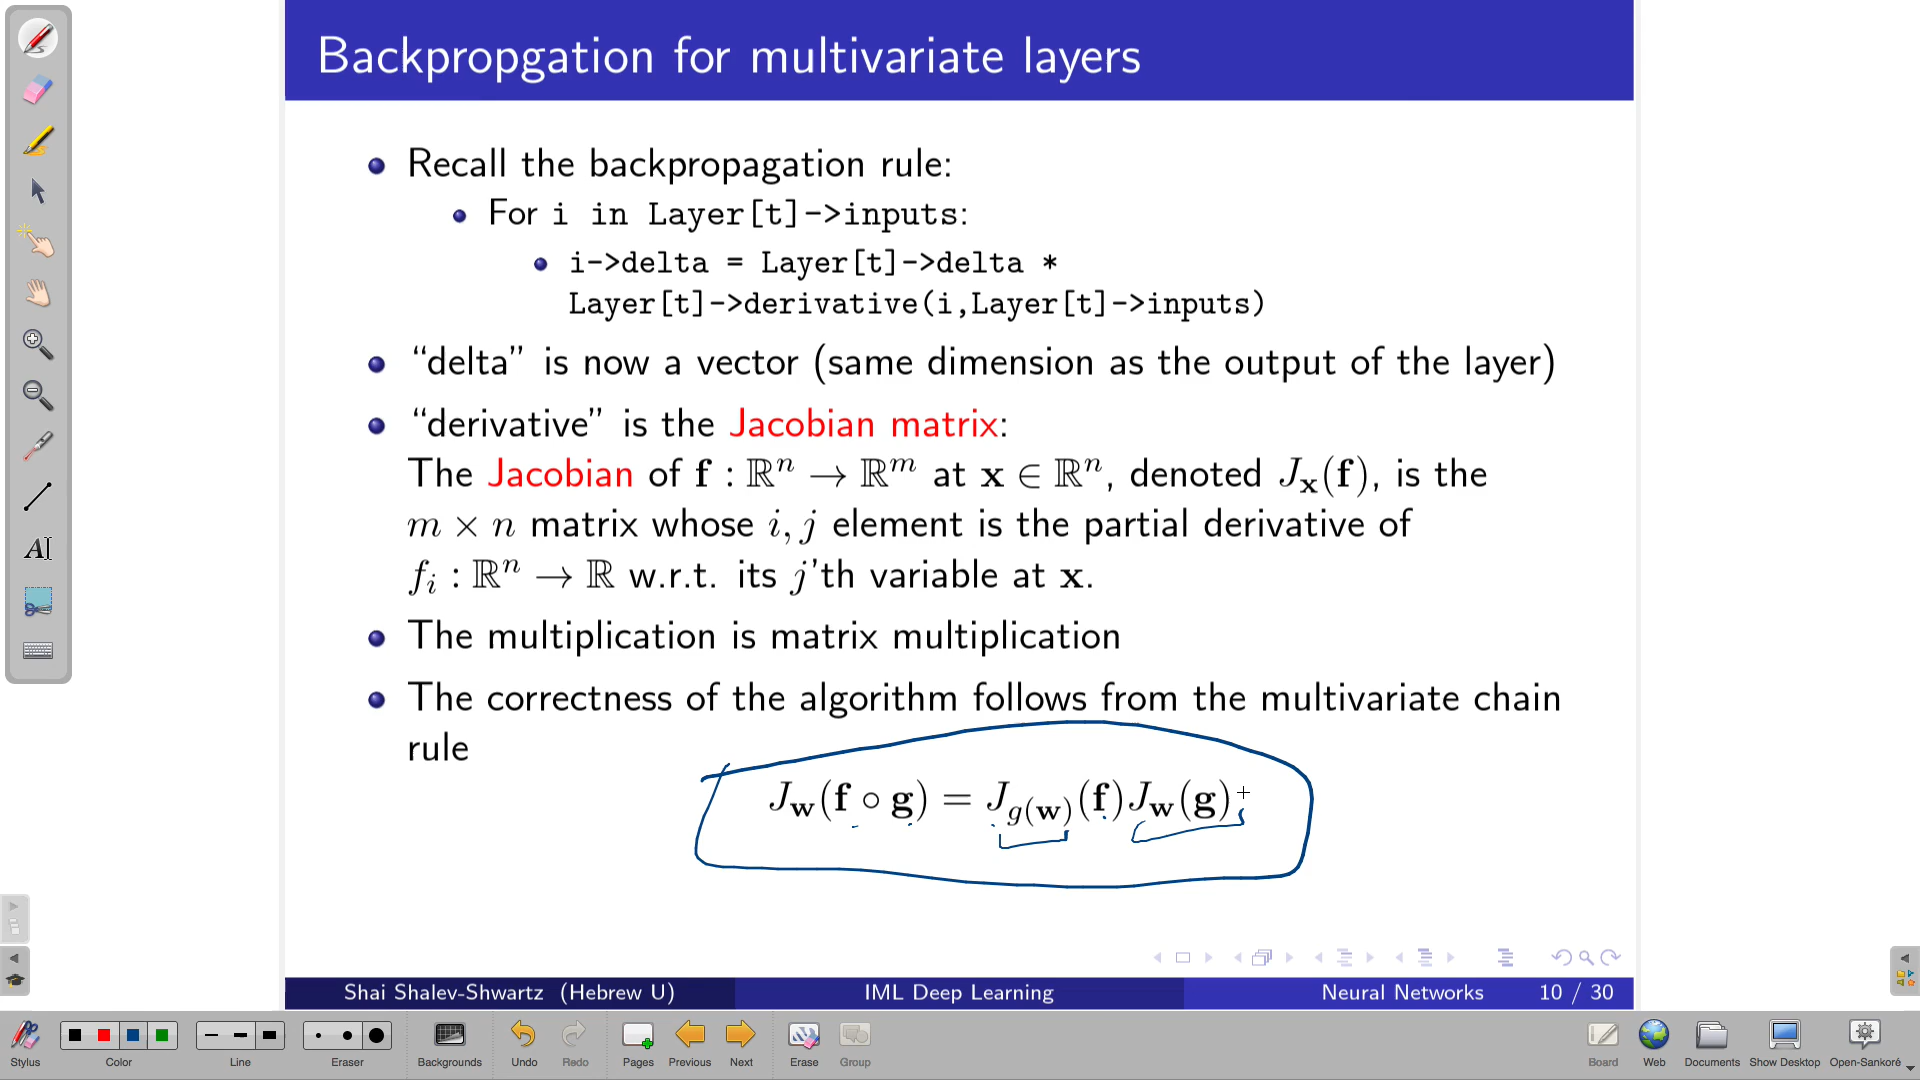 Backpropgation for multivariate layers
Recall the backpropagation rule:
For i in Layer[t]->inputs:
i->delta = Layer[t]->delta *
Layer[t]->derivative(i,Layer[t]->inputs)
“delta” is now a vector (same dimension as the output of the layer)
“derivative” is the Jacobian matrix:
The Jacobian of f : ℝⁿ → ℝᵐ at x ∈ ℝⁿ, denoted J_x(f), is the
m × n matrix whose i, j element is the partial derivative of
f_i : ℝⁿ → ℝ w.r.t. its j’th variable at x.
The multiplication is matrix multiplication
The correctness of the algorithm follows from the multivariate chain
rule
J_w(f ∘ g) = J_{g(w)}(f)J_w(g)
Shai Shalev-Shwartz (Hebrew U) IML Deep Learning Neural Networks 10 / 30
Stylus Color Line Eraser Backgrounds Undo Redo Pages Previous Next Erase Group Board Web Documents Show Desktop Open-Sankoré